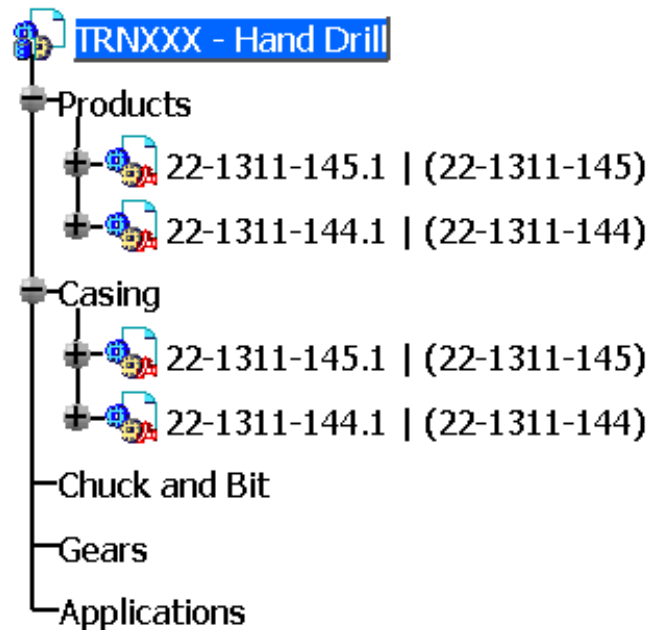 TRNXXX - Hand Drill
Products
22-1311-145.1 | (22-1311-145)
22-1311-144.1 | (22-1311-144)
Casing
22-1311-145.1 | (22-1311-145)
22-1311-144.1 | (22-1311-144)
Chuck and Bit
Gears
Applications